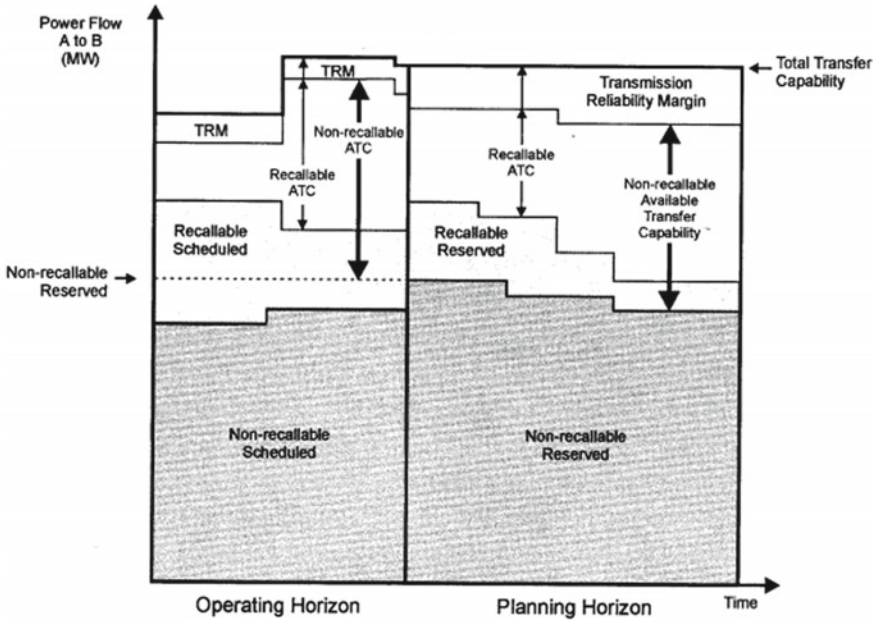 Power Flow
A to B
(MW)
Total Transfer
Capability
TRM
Transmission
Reliability Margin
TRM
Non-recallable
ATC
Recallable
ATC
Recallable
ATC
Non-recallable
Available
Transfer
Capability
Recallable
Scheduled
Recallable
Reserved
Non-recallable
Reserved
Non-recallable
Scheduled
Non-recallable
Reserved
Operating Horizon
Planning Horizon
Time